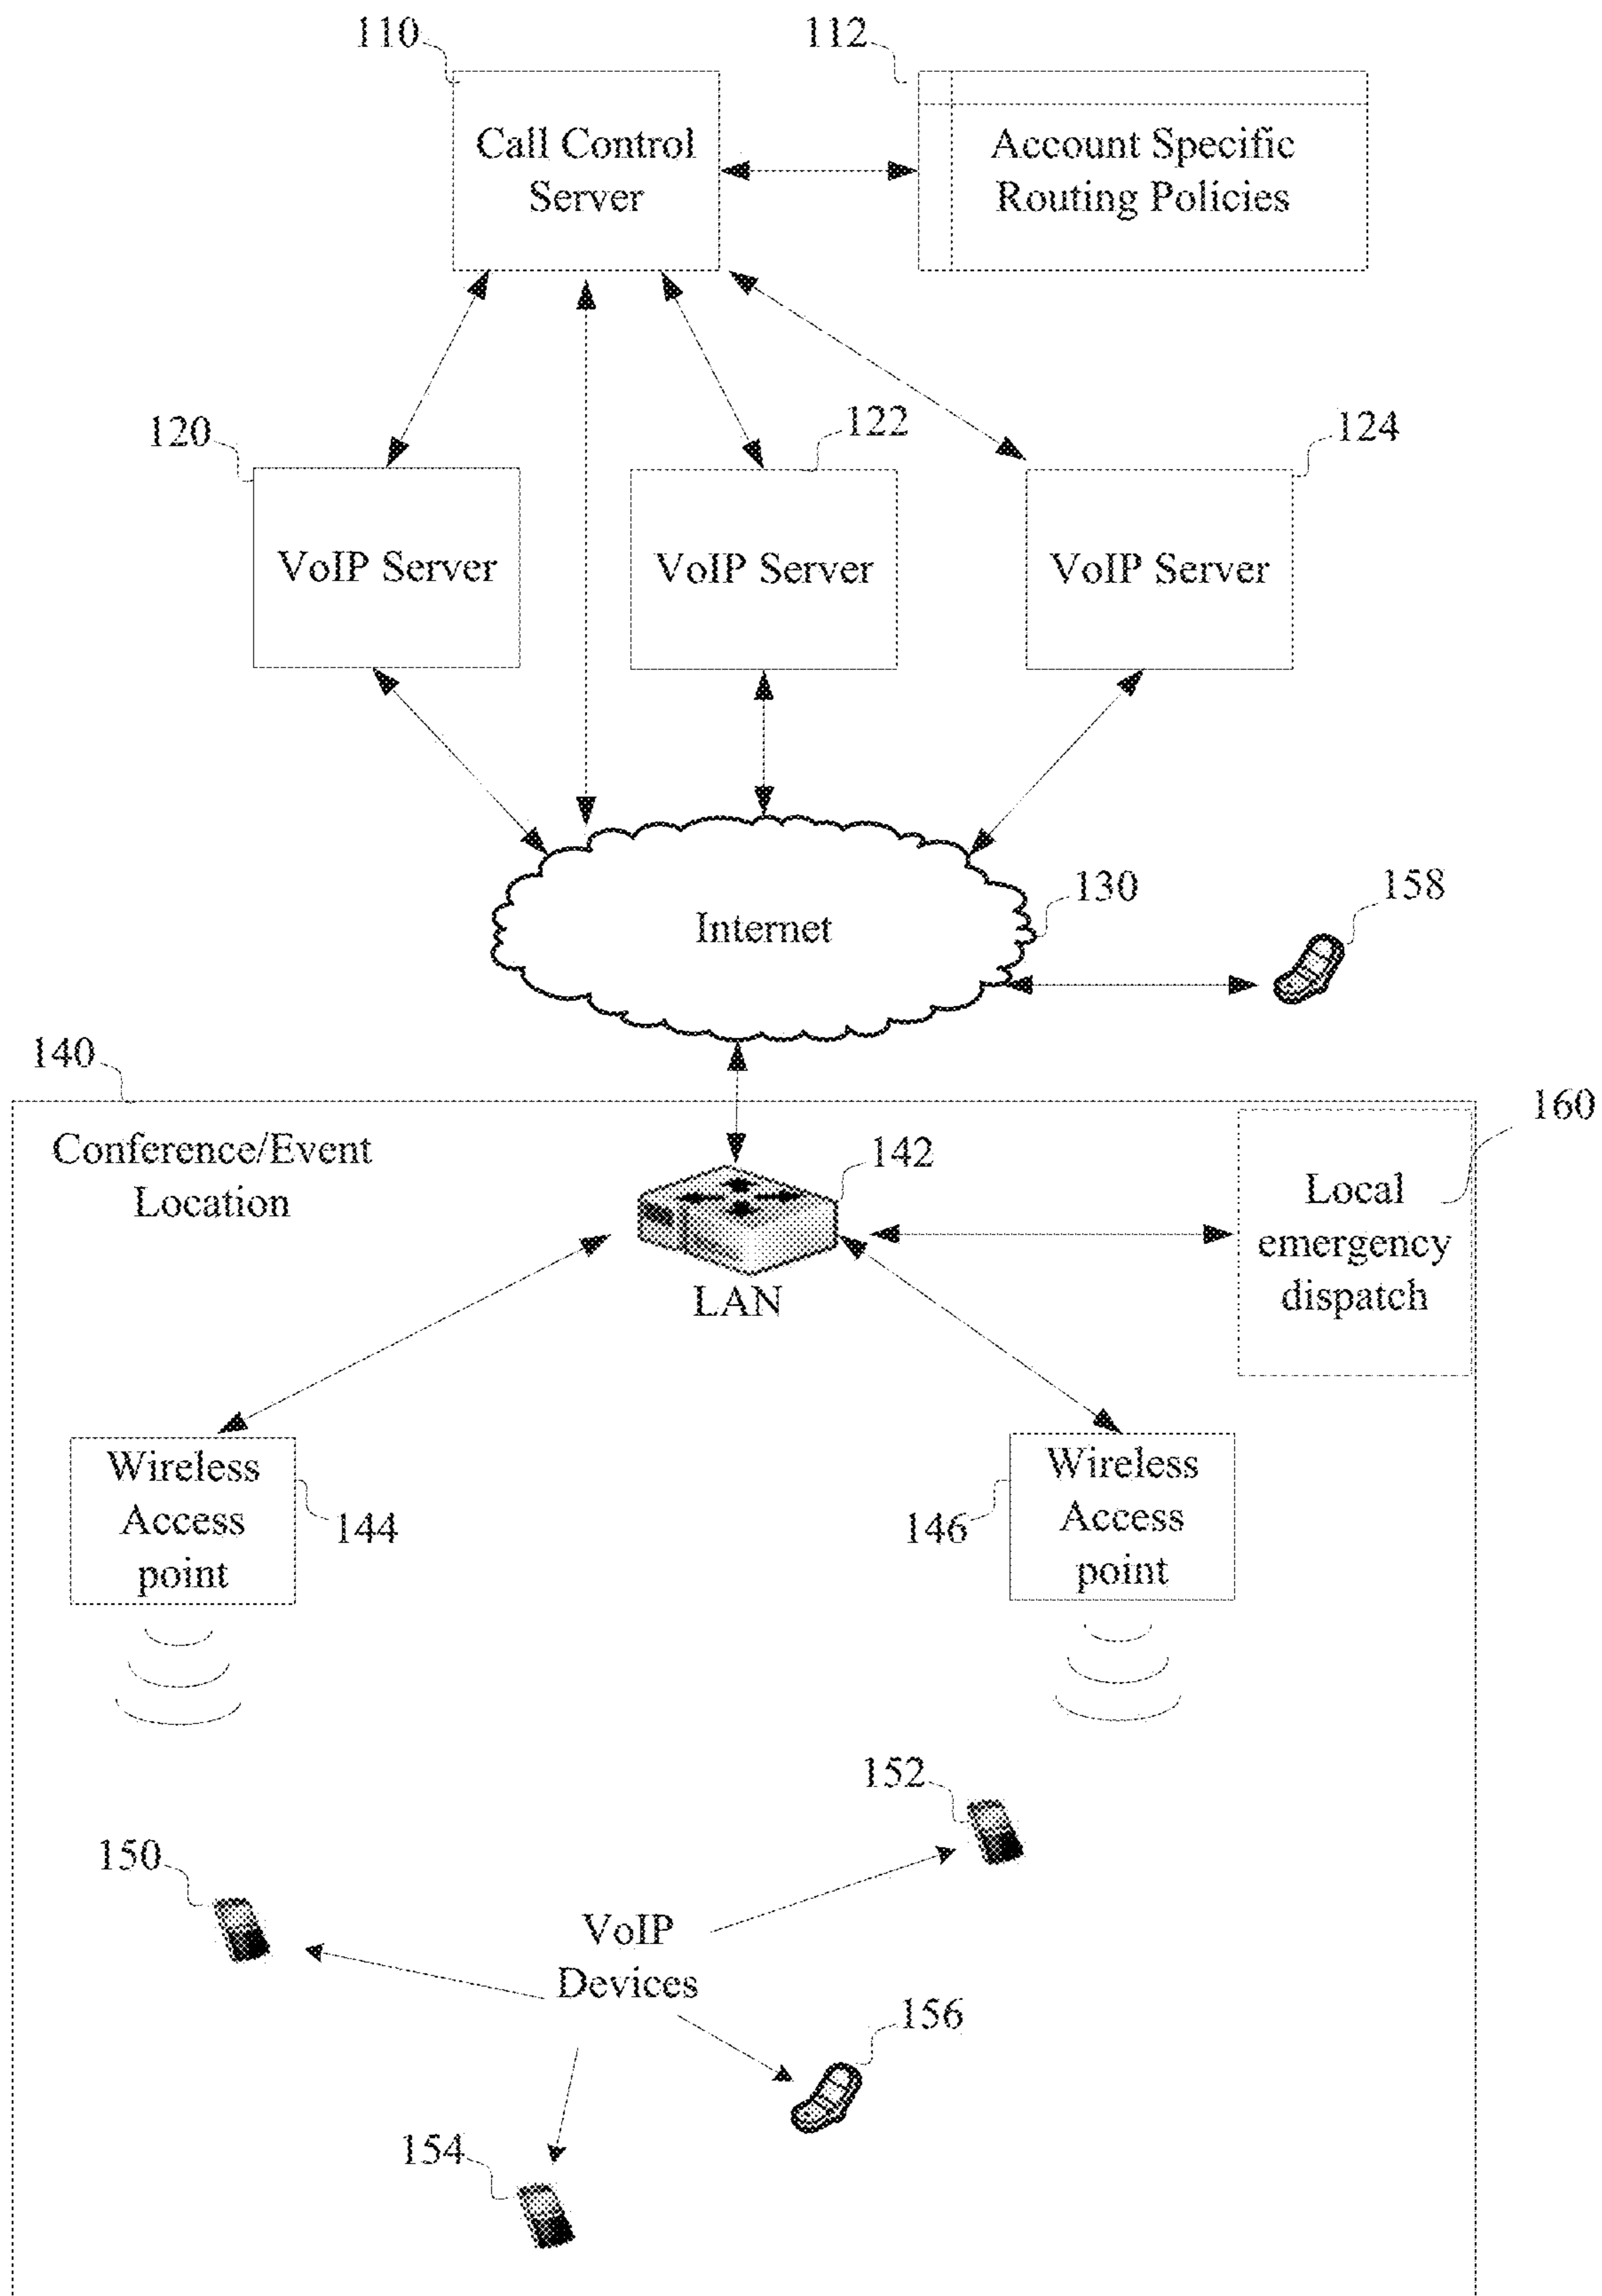 110
112
Call Control
Server
Account Specific
Routing Policies
120
122
124
VoIP Server
VoIP Server
VoIP Server
130
158
Internet
140
160
Conference/Event
Location
142
Local
emergency
dispatch
LAN
Wireless
Access
point
144
146
Wireless
Access
point
152
150
VoIP
Devices
156
154